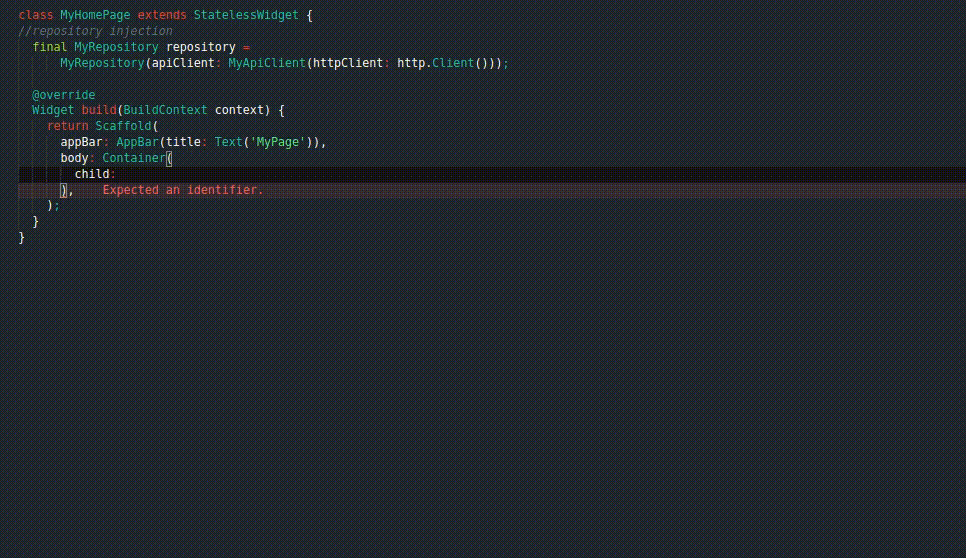 class MyHomePage extends StatelessWidget {
//repository injection
  final MyRepository repository =
      MyRepository(apiClient: MyApiClient(httpClient: http.Client()));

  @override
  Widget build(BuildContext context) {
    return Scaffold(
      appBar: AppBar(title: Text('MyPage')),
      body: Container(
        child:
      ),    Expected an identifier.
    );
  }
}